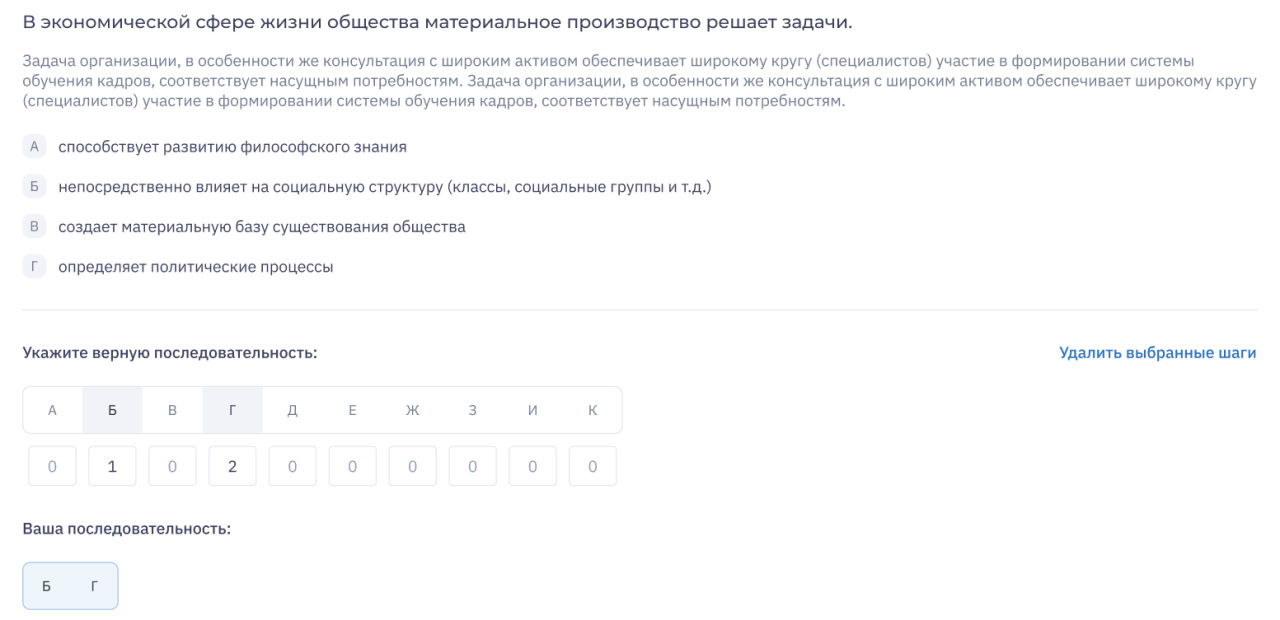 В экономической сфере жизни общества материальное производство решает задачи.
Задача организации, в особенности же консультация с широким активом обеспечивает широкому кругу (специалистов) участие в формировании системы
обучения кадров, соответствует насущным потребностям. Задача организации, в особенности же консультация с широким активом обеспечивает широкому кругу
(специалистов) участие в формировании системы обучения кадров, соответствует насущным потребностям.
А способствует развитию философского знания
Б непосредственно влияет на социальную структуру (классы, социальные группы и т.д.)
В создает материальную базу существования общества
Г определяет политические процессы
Укажите верную последовательность: Удалить выбранные шаги
А Б В Г Д Е Ж З И К
0 1 0 2 0 0 0 0 0 0
Ваша последовательность:
Б Г